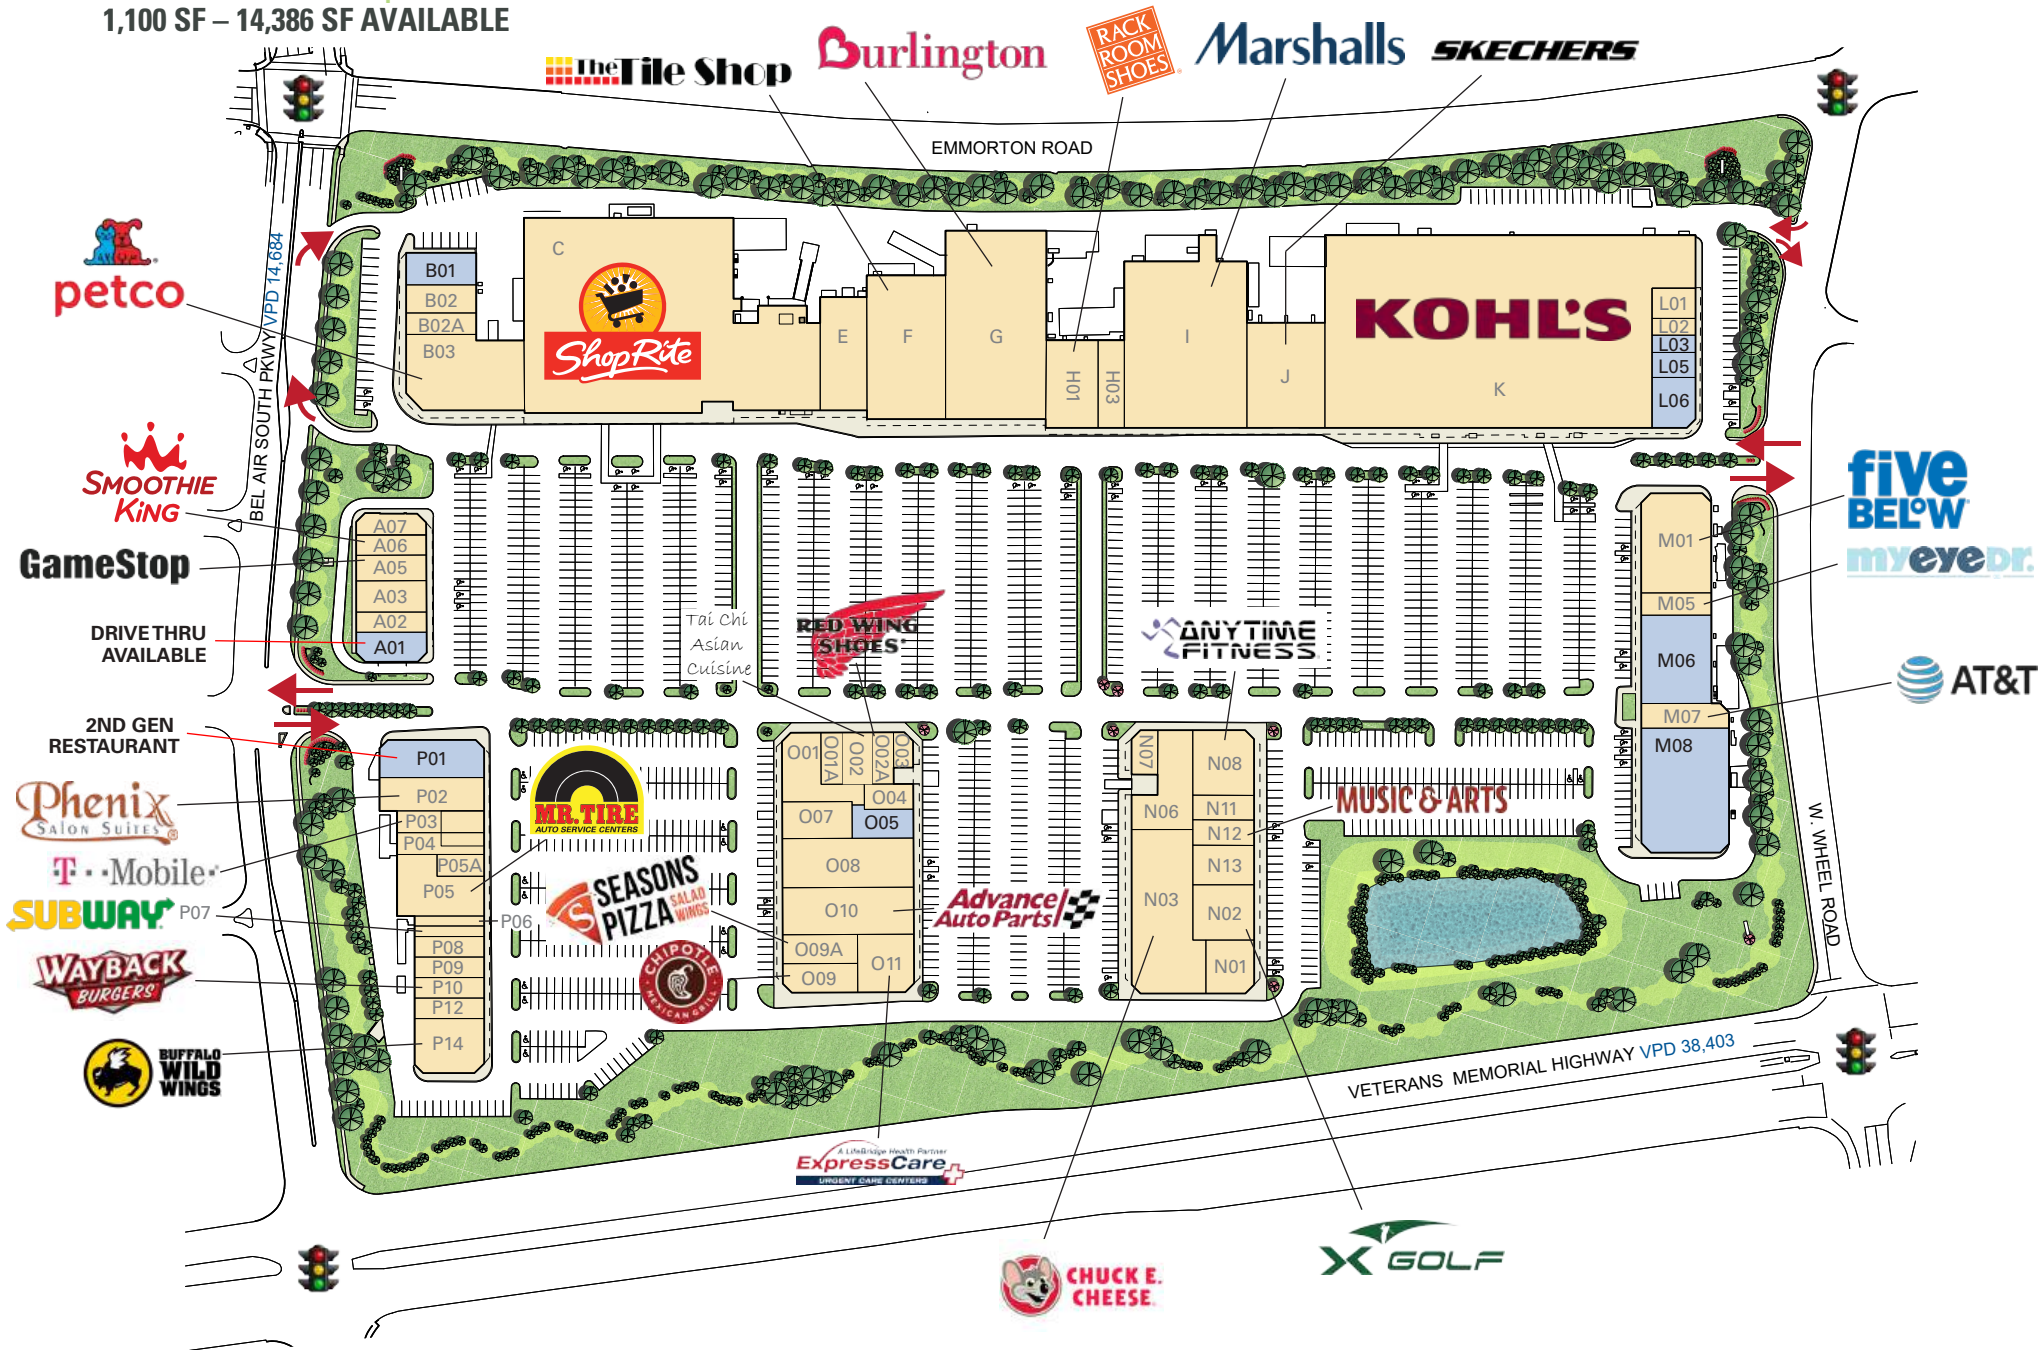 1,100 SF – 14,386 SF AVAILABLE
The Tile Shop
Burlington
RACK
ROOM
SHOES
Marshalls
SKECHERS
EMMORTON ROAD
petco
BEL AIR SOUTH PKWY VPD 14,684
B01
B02
B02A
B03
C
ShopRite
E
F
G
H01
H03
I
J
KOHL'S
K
L01
L02
L03
L05
L06
SMOOTHIE
KING
GameStop
DRIVE THRU
AVAILABLE
A07
A06
A05
A03
A02
A01
Tai Chi
Asian
Cuisine
RED WING
SHOES
ANYTIME
FITNESS
five
BELOW
myeyedr.
AT&T
M01
M05
M06
M07
M08
2ND GEN
RESTAURANT
Phenix
SALON SUITES
T-Mobile
SUBWAY
P07
WAYBACK
BURGERS
BUFFALO
WILD
WINGS
P01
P02
P03
P04
P05A
P05
P06
P08
P09
P10
P12
P14
MR. TIRE
AUTO SERVICE CENTERS
SEASONS
PIZZA
SALAD
WINGS
CHIPOTLE
MEXICAN GRILL
O01
O01A
O02
O02A
O03
O04
O05
O07
O08
O10
O09A
O09
O11
Advance
Auto Parts
N07
N08
N06
N11
N12
N13
N03
N02
N01
MUSIC & ARTS
W. WHEEL ROAD
VETERANS MEMORIAL HIGHWAY VPD 38,403
A LifeBridge Health Partner
ExpressCare
URGENT CARE CENTERS
CHUCK E.
CHEESE
X GOLF